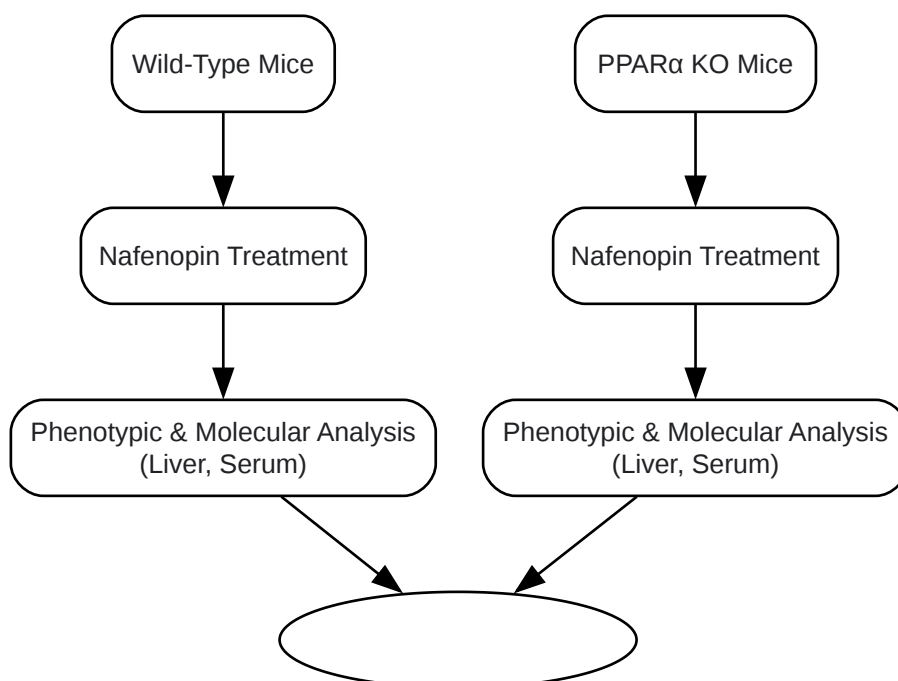 Wild-Type Mice
PPARα KO Mice
Nafenopin Treatment
Nafenopin Treatment
Phenotypic & Molecular Analysis
(Liver, Serum)
Phenotypic & Molecular Analysis
(Liver, Serum)